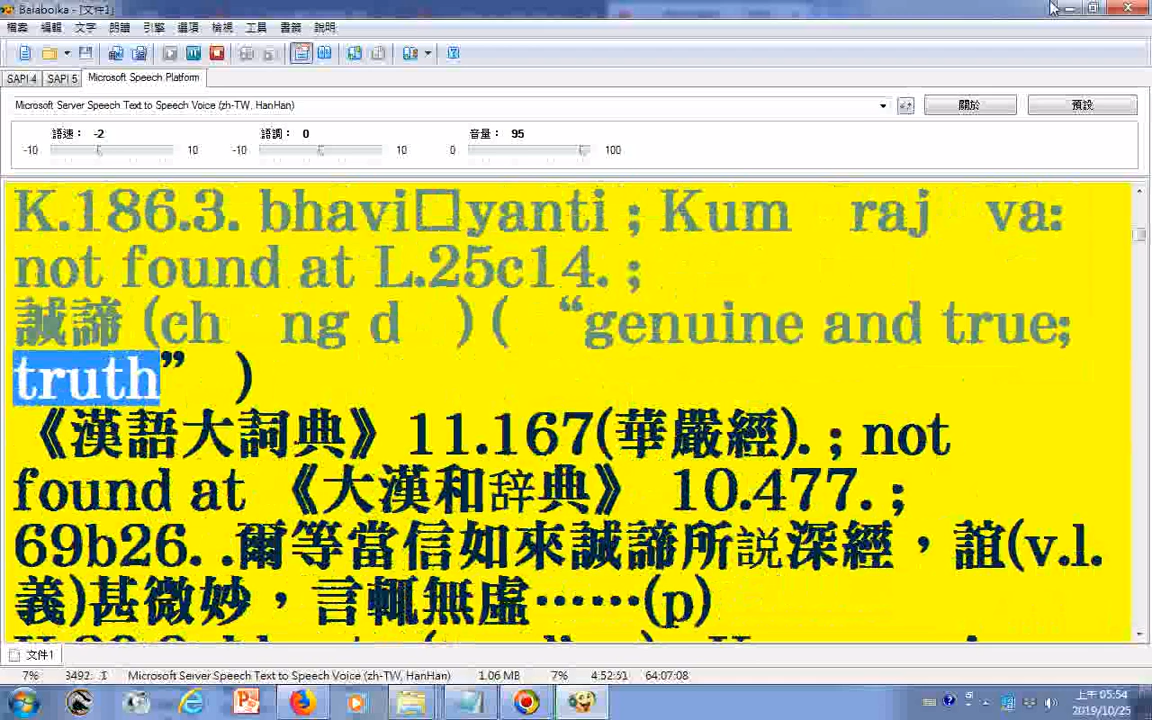 Balabolka - [文件1]
檔案 編輯 文字 朗讀 引擎 選項 檢視 工具 書籤 說明
SAPI 4 SAPI 5 Microsoft Speech Platform
Microsoft Server Speech Text to Speech Voice (zh-TW, HanHan) 關於 預設
語速： -2 語調： 0 音量： 95
-10 10 -10 10 0 100
K.186.3. bhavi□yanti ; Kum raj va:
not found at L.25c14. ;
誠諦 (ch ng d )( “genuine and true;
truth” )
《漢語大詞典》 11.167(華嚴經). ; not
found at 《大漢和辞典》 10.477. ;
69b26. .爾等當信如來誠諦所説深經，誼(v.l.
義)甚微妙，言輒無虛……(p)
文件1
7% 3492: 1 Microsoft Server Speech Text to Speech Voice (zh-TW, HanHan) 1.06 MB 7% 4:52:51 64:07:08
上午 05:54
2019/10/25